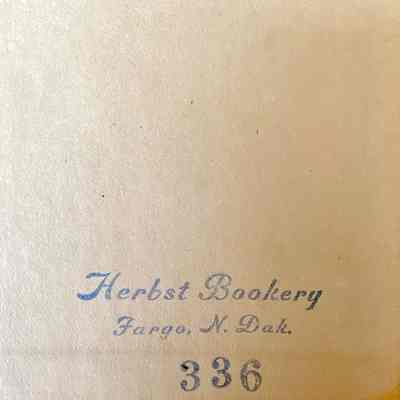 Herbst Bookery
Fargo, N. Dak.
336